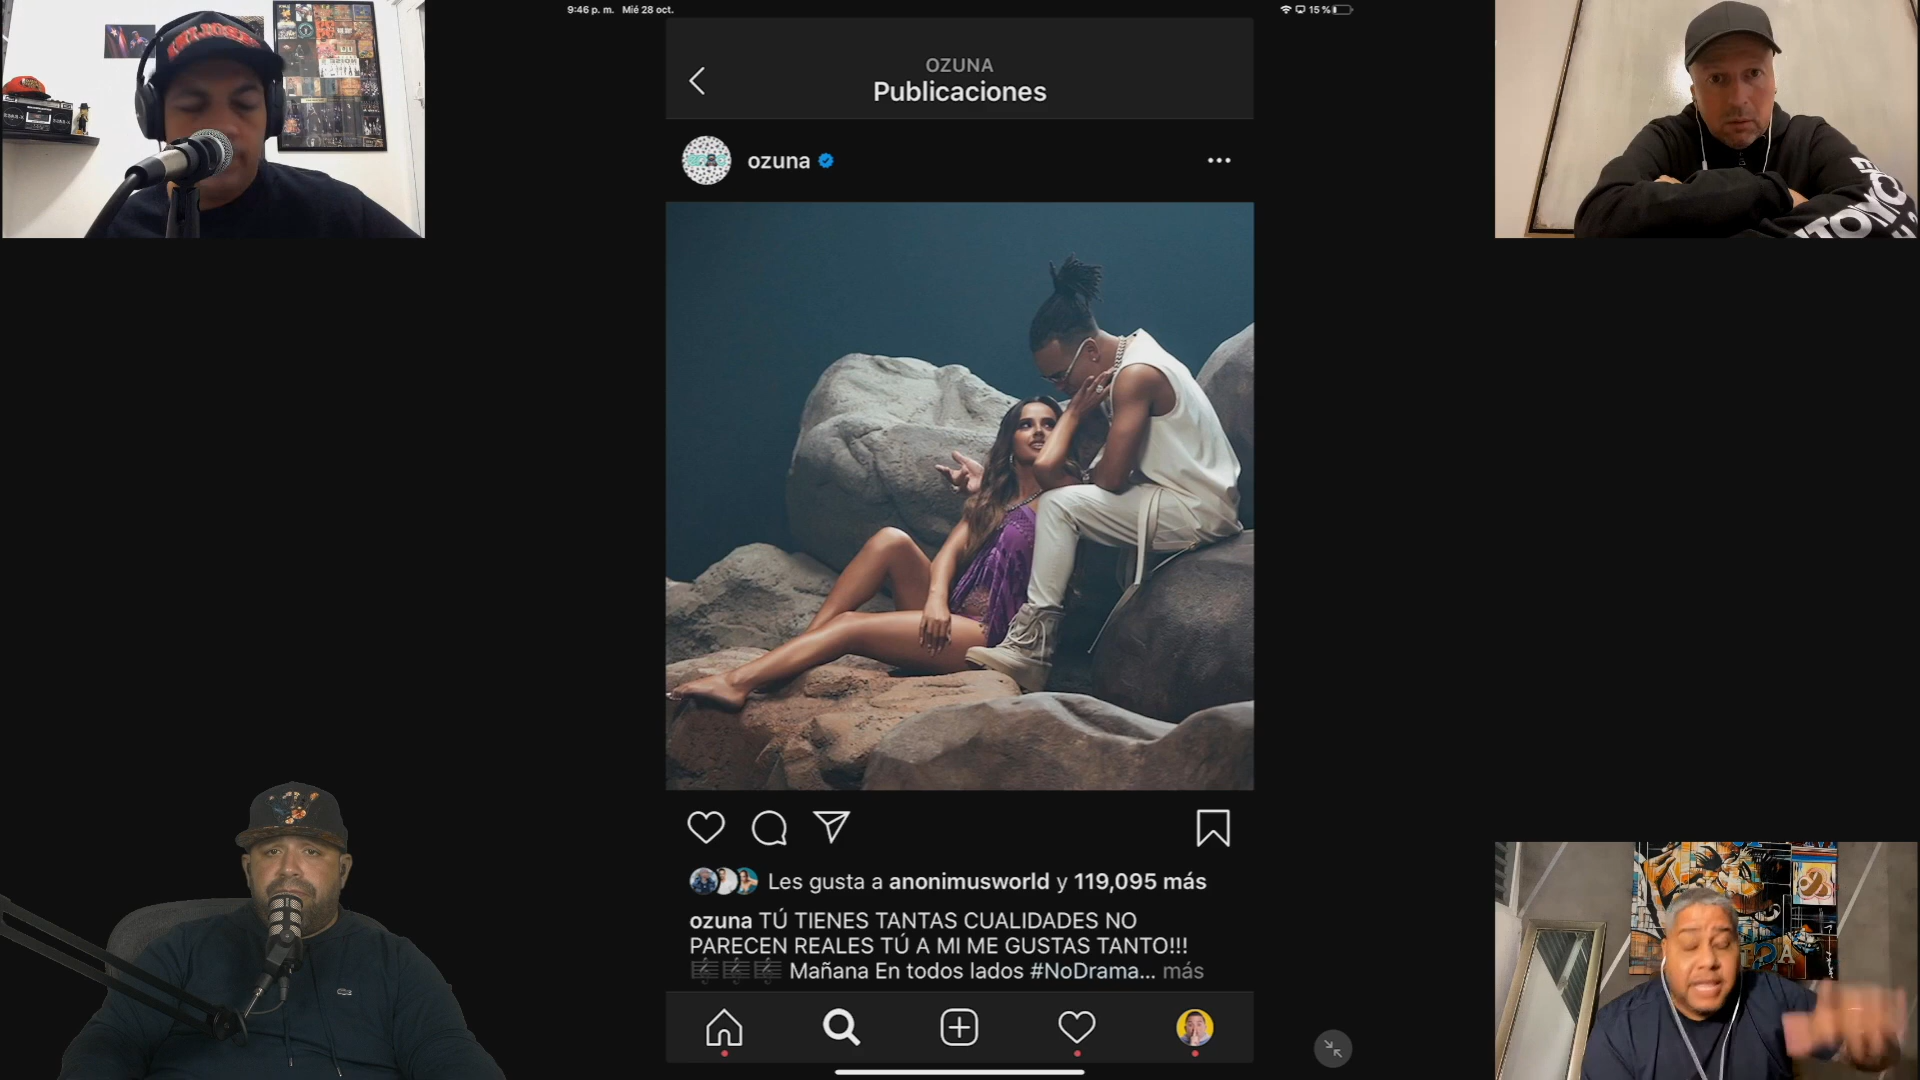 9:46 p. m. Mié 28 oct.
15 %
OZUNA
Publicaciones
ozuna
Les gusta a anonimusworld y 119,095 más
ozuna TÚ TIENES TANTAS CUALIDADES NO
PARECEN REALES TÚ A MI ME GUSTAS TANTO!!!
🎼🎼🎼 Mañana En todos lados #NoDrama... más